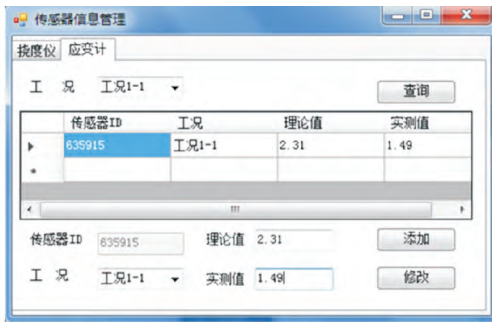 传感器信息管理
挠度仪 应变计
工 况 工况1-1 查询
传感器ID 工况 理论值 实测值
635915 工况1-1 2.31 1.49
*
传感器ID 635915 理论值 2.31 添加
工 况 工况1-1 实测值 1.49 修改